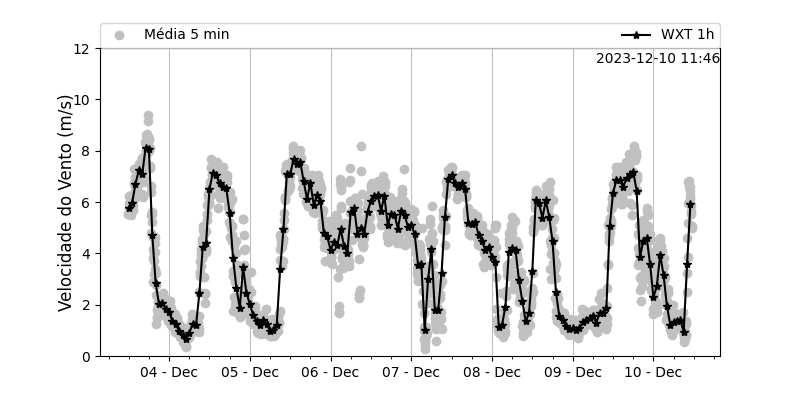 Média 5 min
WXT 1h
2023-12-10 11:46
Velocidade do Vento (m/s)
12
10
8
6
4
2
0
04 - Dec
05 - Dec
06 - Dec
07 - Dec
08 - Dec
09 - Dec
10 - Dec